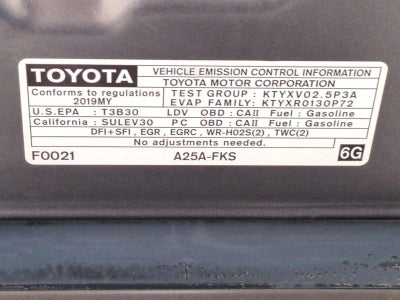 TOYOTA VEHICLE EMISSION CONTROL INFORMATION
TOYOTA MOTOR CORPORATION
Conforms to regulations
2019MY
TEST GROUP : KTYXV02.5P3A
EVAP FAMILY: KTYXR0130P72
U.S.EPA : T3B30 LDV OBD : CAII Fuel : Gasoline
California : SULEV30 PC OBD : CAII Fuel : Gasoline
DFI+SFI , EGR , EGRC , WR-HO2S(2) , TWC(2)
No adjustments needed.
F0021 A25A-FKS 6G